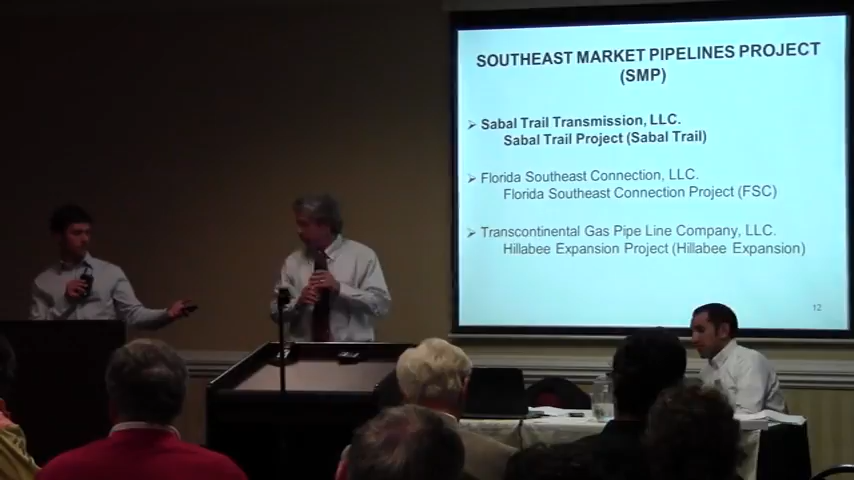 SOUTHEAST MARKET PIPELINES PROJECT
(SMP)
➢ Sabal Trail Transmission, LLC.
Sabal Trail Project (Sabal Trail)
➢ Florida Southeast Connection, LLC.
Florida Southeast Connection Project (FSC)
➢ Transcontinental Gas Pipe Line Company, LLC.
Hillabee Expansion Project (Hillabee Expansion)
12